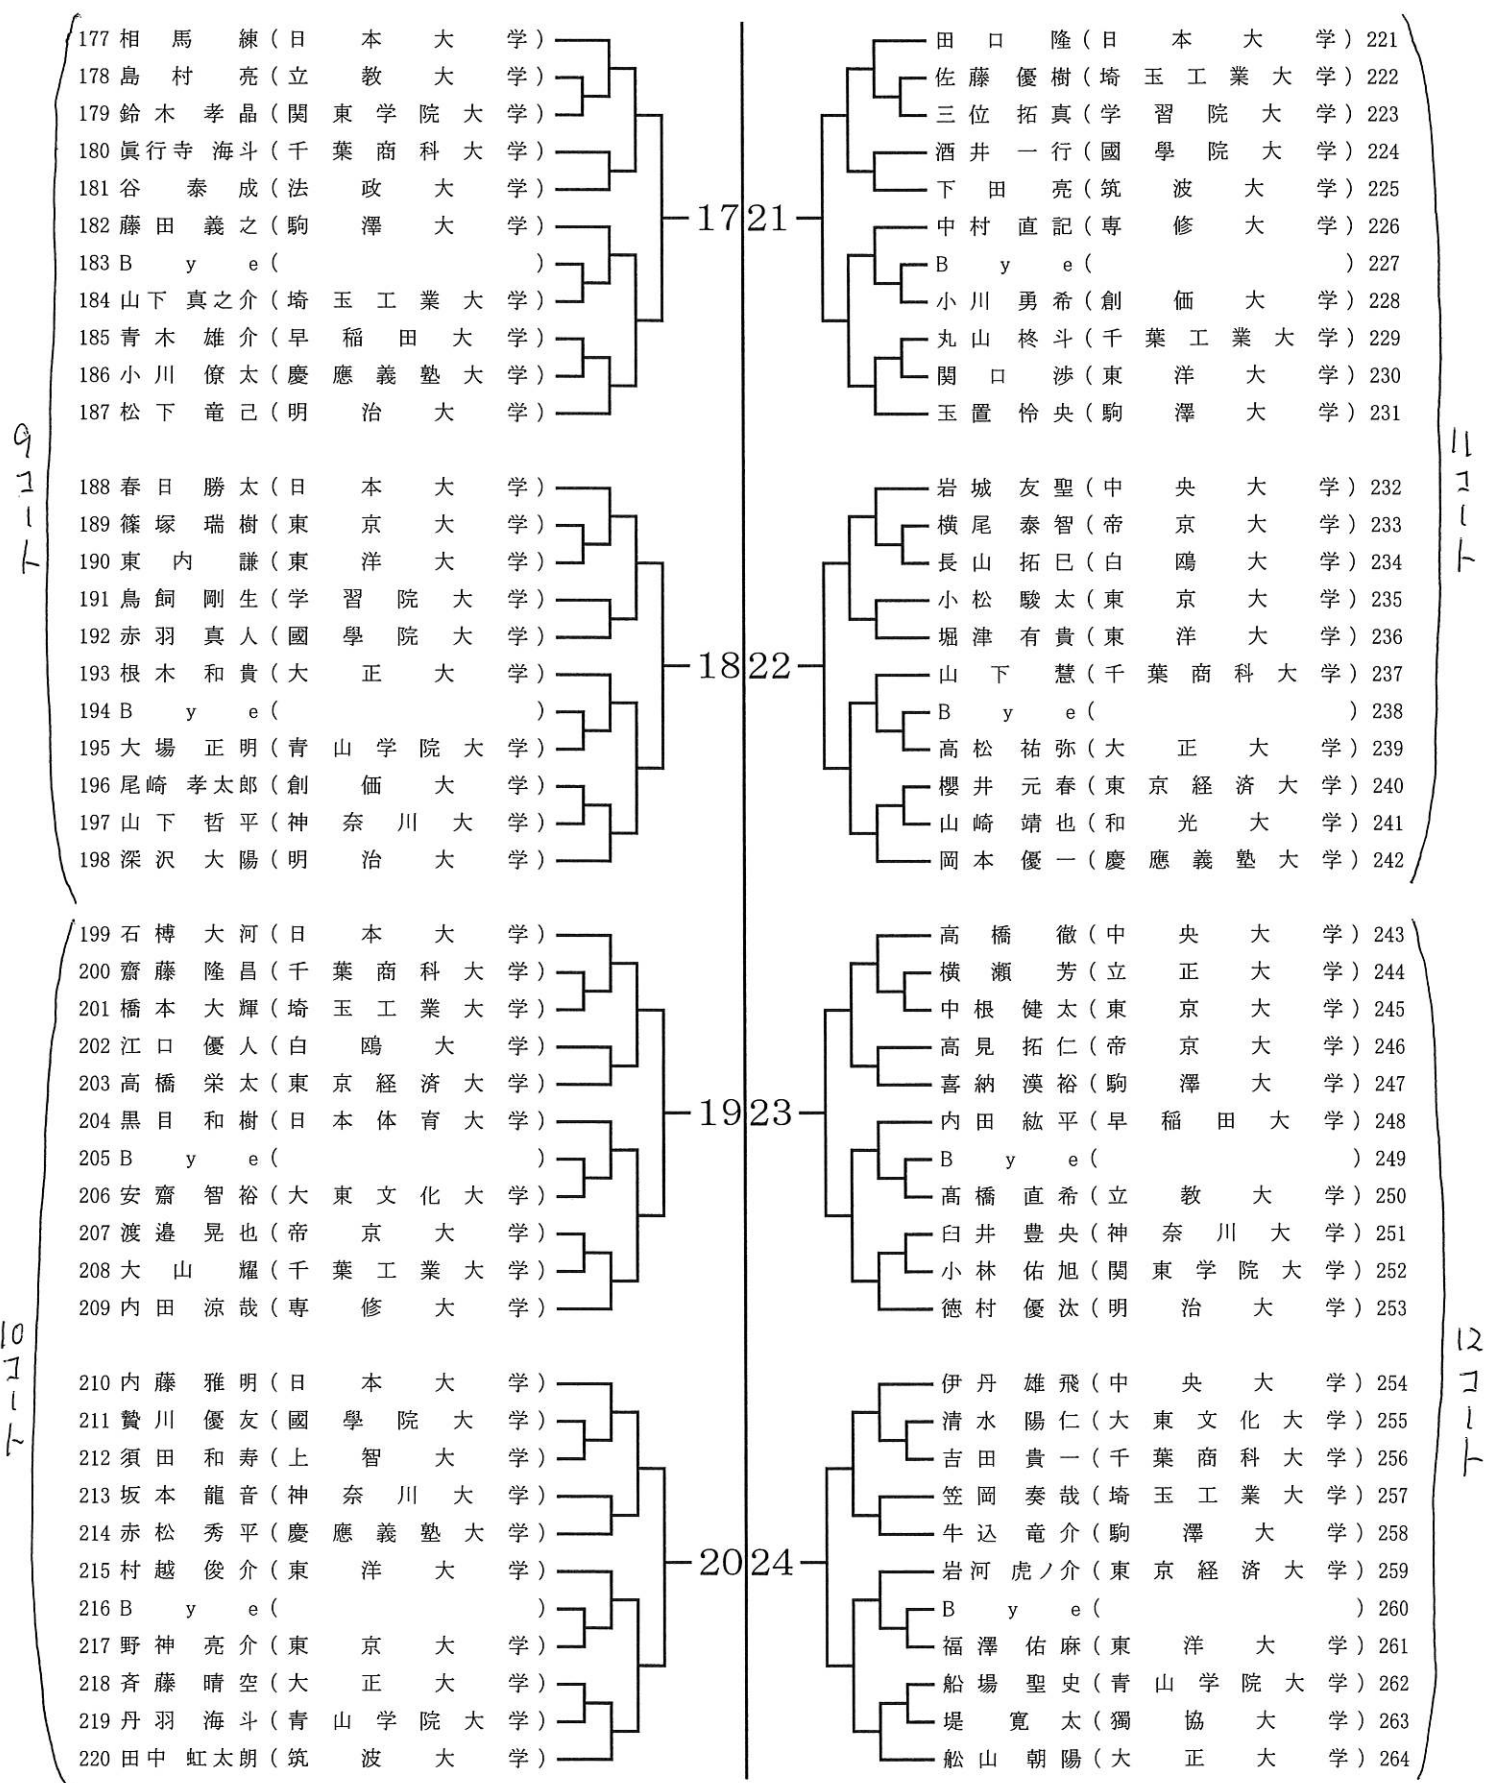 177 相馬 練 (日本大学)
178 島村 亮 (立教大学)
179 鈴木 孝晶 (関東学院大学)
180 眞行寺 海斗 (千葉商科大学)
181 谷 泰成 (法政大学)
182 藤田 義之 (駒澤大学)
183 Bye ( )
184 山下 真之介 (埼玉工業大学)
185 青木 雄介 (早稲田大学)
186 小川 僚太 (慶應義塾大学)
187 松下 竜己 (明治大学)
17
9コート
188 春日 勝太 (日本大学)
189 篠塚 瑞樹 (東京大学)
190 東内 謙 (東洋大学)
191 鳥飼 剛生 (学習院大学)
192 赤羽 真人 (國學院大学)
193 根木 和貴 (大正大学)
194 Bye ( )
195 大場 正明 (青山学院大学)
196 尾崎 孝太郎 (創価大学)
197 山下 哲平 (神奈川大学)
198 深沢 大陽 (明治大学)
18
199 石榑 大河 (日本大学)
200 齋藤 隆昌 (千葉商科大学)
201 橋本 大輝 (埼玉工業大学)
202 江口 優人 (白鴎大学)
203 高橋 栄太 (東京経済大学)
204 黒目 和樹 (日本体育大学)
205 Bye ( )
206 安齋 智裕 (大東文化大学)
207 渡邉 晃也 (帝京大学)
208 大山 耀 (千葉工業大学)
209 内田 涼哉 (専修大学)
19
10コート
210 内藤 雅明 (日本大学)
211 贄川 優友 (國學院大学)
212 須田 和寿 (上智大学)
213 坂本 龍音 (神奈川大学)
214 赤松 秀平 (慶應義塾大学)
215 村越 俊介 (東洋大学)
216 Bye ( )
217 野神 亮介 (東京大学)
218 斉藤 晴空 (大正大学)
219 丹羽 海斗 (青山学院大学)
220 田中 虹太朗 (筑波大学)
20
田口 隆 (日本大学) 221
佐藤 優樹 (埼玉工業大学) 222
三位 拓真 (学習院大学) 223
酒井 一行 (國學院大学) 224
下田 亮 (筑波大学) 225
中村 直記 (専修大学) 226
Bye ( ) 227
小川 勇希 (創価大学) 228
丸山 柊斗 (千葉工業大学) 229
関口 渉 (東洋大学) 230
玉置 怜央 (駒澤大学) 231
21
11コート
岩城 友聖 (中央大学) 232
横尾 泰智 (帝京大学) 233
長山 拓巳 (白鴎大学) 234
小松 駿太 (東京大学) 235
堀津 有貴 (東洋大学) 236
山下 慧 (千葉商科大学) 237
Bye ( ) 238
高松 祐弥 (大正大学) 239
櫻井 元春 (東京経済大学) 240
山崎 靖也 (和光大学) 241
岡本 優一 (慶應義塾大学) 242
22
高橋 徹 (中央大学) 243
横瀬 芳 (立正大学) 244
中根 健太 (東京大学) 245
高見 拓仁 (帝京大学) 246
喜納 漢裕 (駒澤大学) 247
内田 紘平 (早稲田大学) 248
Bye ( ) 249
髙橋 直希 (立教大学) 250
臼井 豊央 (神奈川大学) 251
小林 佑旭 (関東学院大学) 252
徳村 優汰 (明治大学) 253
23
12コート
伊丹 雄飛 (中央大学) 254
清水 陽仁 (大東文化大学) 255
吉田 貴一 (千葉商科大学) 256
笠岡 奏哉 (埼玉工業大学) 257
牛込 竜介 (駒澤大学) 258
岩河 虎ノ介 (東京経済大学) 259
Bye ( ) 260
福澤 佑麻 (東洋大学) 261
船場 聖史 (青山学院大学) 262
堤 寛太 (獨協大学) 263
舩山 朝陽 (大正大学) 264
24